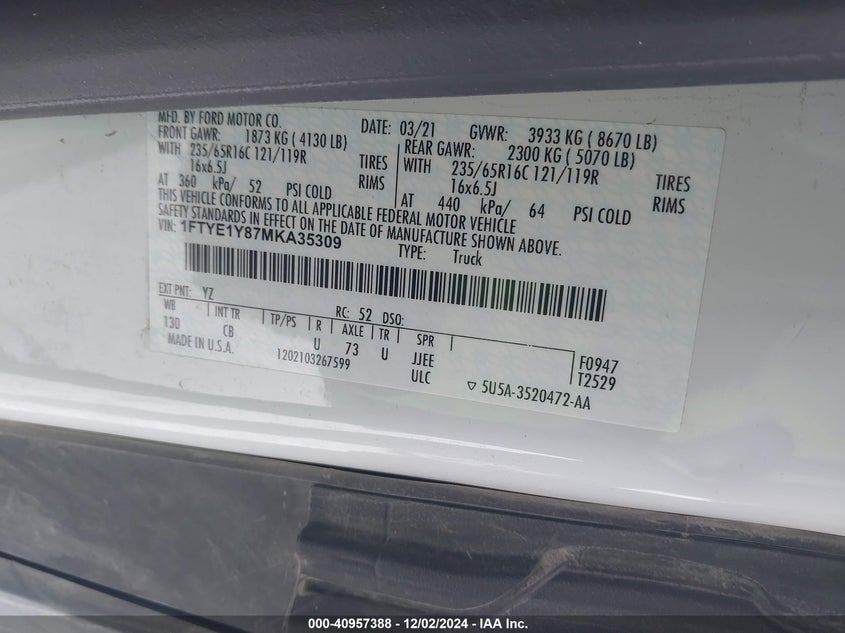 MFD. BY FORD MOTOR CO.
DATE: 03/21 GVWR: 3933 KG ( 8670 LB)
FRONT GAWR: 1873 KG ( 4130 LB)
WITH 235/65R16C 121/119R TIRES
16x6.5J RIMS
AT 360 kPa/ 52 PSI COLD
REAR GAWR: 2300 KG ( 5070 LB)
WITH 235/65R16C 121/119R TIRES
16x6.5J RIMS
AT 440 kPa/ 64 PSI COLD
THIS VEHICLE CONFORMS TO ALL APPLICABLE FEDERAL MOTOR VEHICLE
SAFETY STANDARDS IN EFFECT ON THE DATE OF MANUFACTURE SHOWN ABOVE.
VIN: 1FTYE1Y87MKA35309
TYPE: Truck
EXT PNT: YZ RC: 52 DSO:
WB INT TR TP/PS R AXLE TR SPR
130 CB U 73 U JJEE
MADE IN U.S.A. 1202103267599 ULC
F0947
T2529
▽ 5U5A-3520472-AA
000-40957388 - 12/02/2024 - IAA Inc.